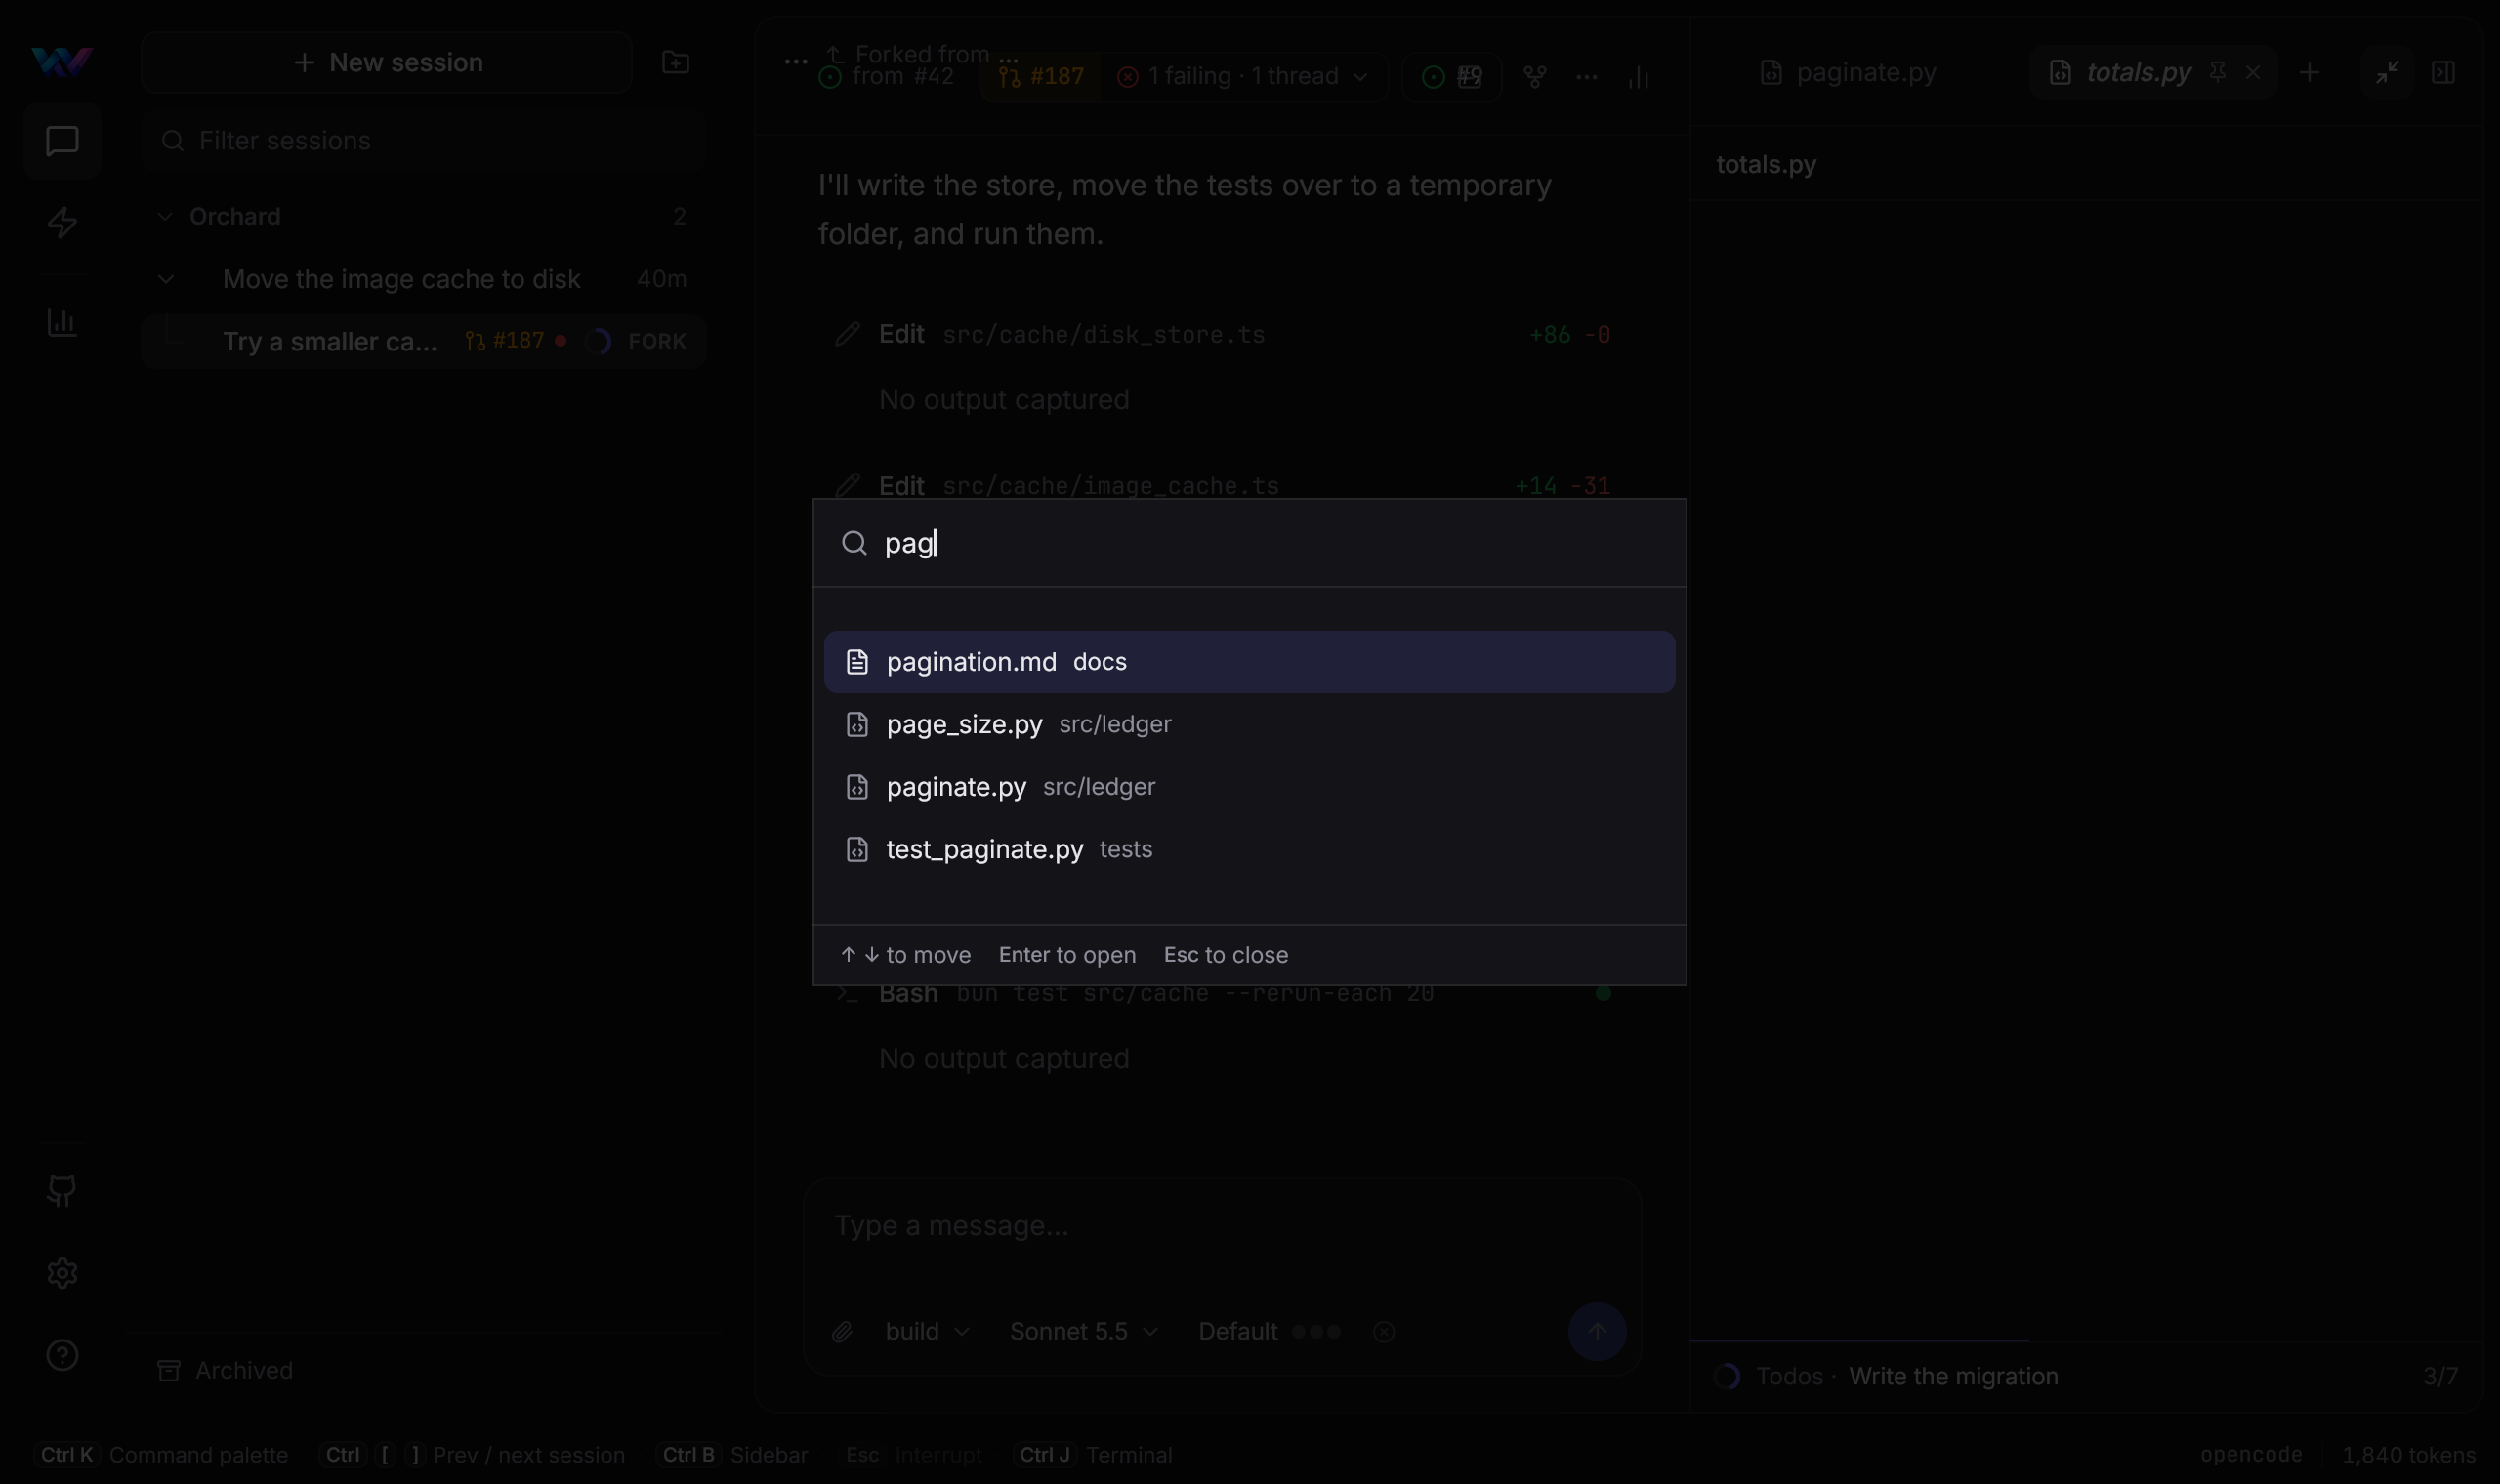 New session
Filter sessions
Orchard 2
Move the image cache to disk 40m
Try a smaller ca... #187 FORK
Archived
Forked from ...
from #42 #187 1 failing · 1 thread #9
I'll write the store, move the tests over to a temporary
folder, and run them.
Edit src/cache/disk_store.ts +86 -0
No output captured
Edit src/cache/image_cache.ts +14 -31
pag
pagination.md docs
page_size.py src/ledger
paginate.py src/ledger
test_paginate.py tests
↑ ↓ to move Enter to open Esc to close
Bash bun test src/cache --rerun-each 20
No output captured
Type a message...
build Sonnet 5.5 Default
paginate.py totals.py
totals.py
Todos · Write the migration 3/7
Ctrl K Command palette Ctrl [ ] Prev / next session Ctrl B Sidebar Esc Interrupt Ctrl J Terminal opencode 1,840 tokens